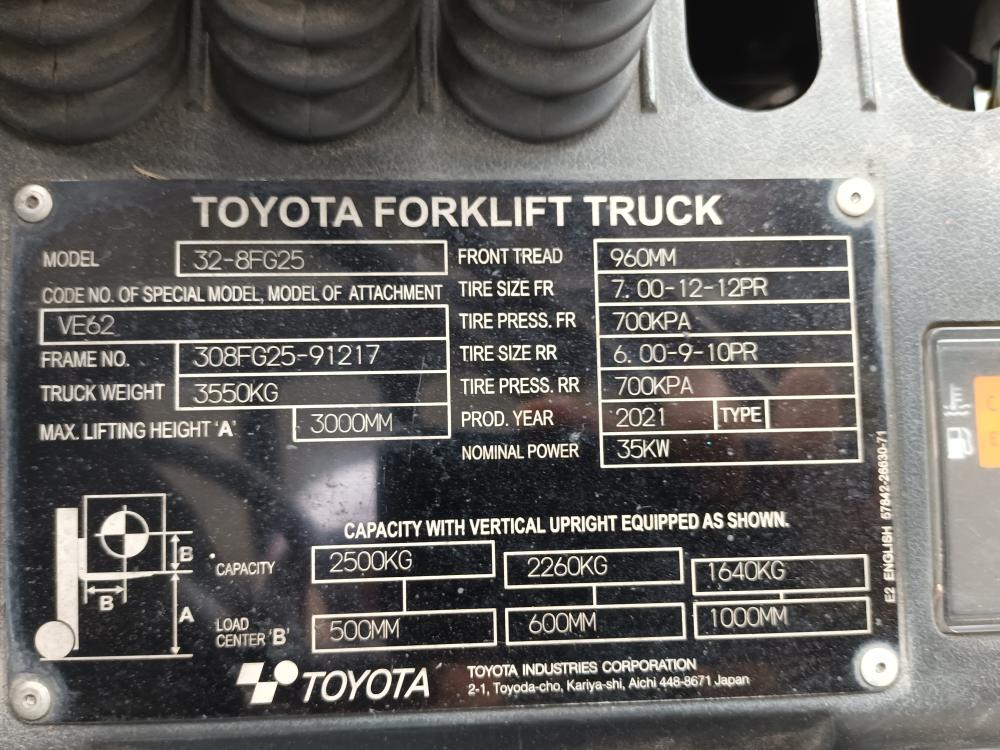 TOYOTA FORKLIFT TRUCK
MODEL 32-8FG25
CODE NO. OF SPECIAL MODEL, MODEL OF ATTACHMENT
VE62
FRAME NO. 308FG25-91217
TRUCK WEIGHT 3550KG
MAX. LIFTING HEIGHT 'A' 3000MM
FRONT TREAD 960MM
TIRE SIZE FR 7.00-12-12PR
TIRE PRESS. FR 700KPA
TIRE SIZE RR 6.00-9-10PR
TIRE PRESS. RR 700KPA
PROD. YEAR 2021 TYPE
NOMINAL POWER 35KW
CAPACITY WITH VERTICAL UPRIGHT EQUIPPED AS SHOWN.
B
B
A
CAPACITY 2500KG 2260KG 1640KG
LOAD
CENTER 'B' 500MM 600MM 1000MM
TOYOTA
TOYOTA INDUSTRIES CORPORATION
2-1, Toyoda-cho, Kariya-shi, Aichi 448-8671 Japan
E2 ENGLISH 57842-26630-71